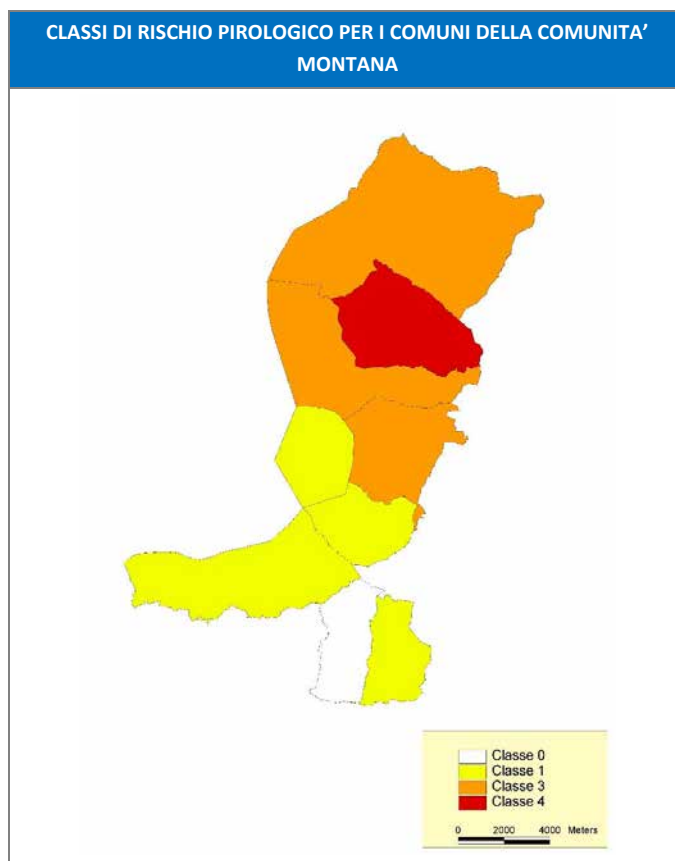 CLASSI DI RISCHIO PIROLOGICO PER I COMUNI DELLA COMUNITA’
MONTANA
Classe 0
Classe 1
Classe 3
Classe 4
0 2000 4000 Meters